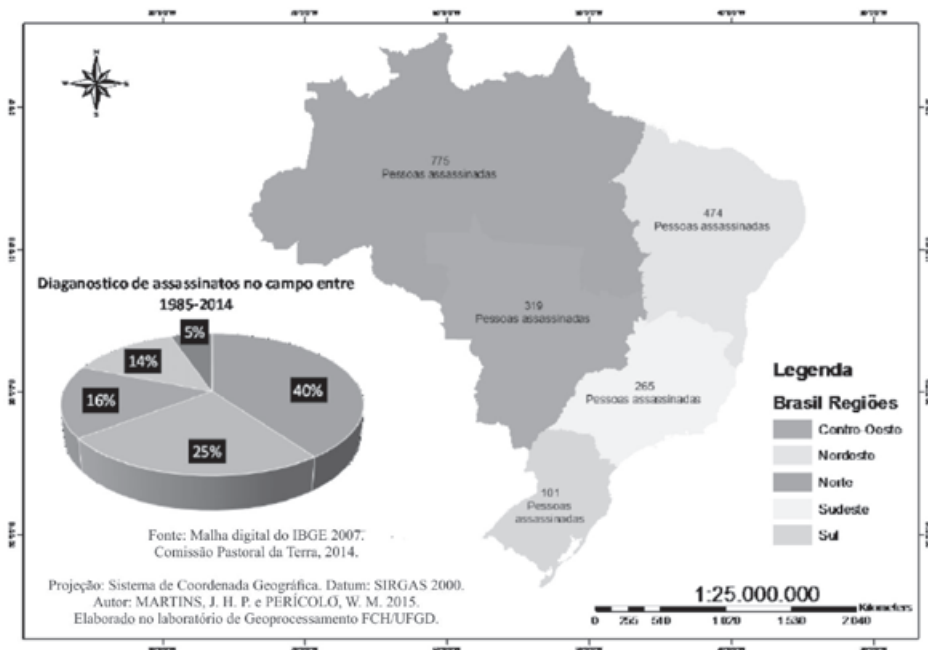 775
Pessoas assassinadas
474
Pessoas assassinadas
319
Pessoas assassinadas
265
Pessoas assassinadas
101
Pessoas
assassinadas
Diaganostico de assassinatos no campo entre
1985-2014
5%
14%
40%
16%
25%
Legenda
Brasil Regiões
Centro-Oeste
Nordeste
Norte
Sudeste
Sul
Fonte: Malha digital do IBGE 2007.
Comissão Pastoral da Terra, 2014.
Projeção: Sistema de Coordenada Geográfica. Datum: SIRGAS 2000.
Autor: MARTINS, J. H. P. e PERÍCOLO, W. M. 2015.
Elaborado no laboratório de Geoprocessamento FCH/UFGD.
1:25.000.000
Kilometers
0 255 510 1 020 1 530 2 040